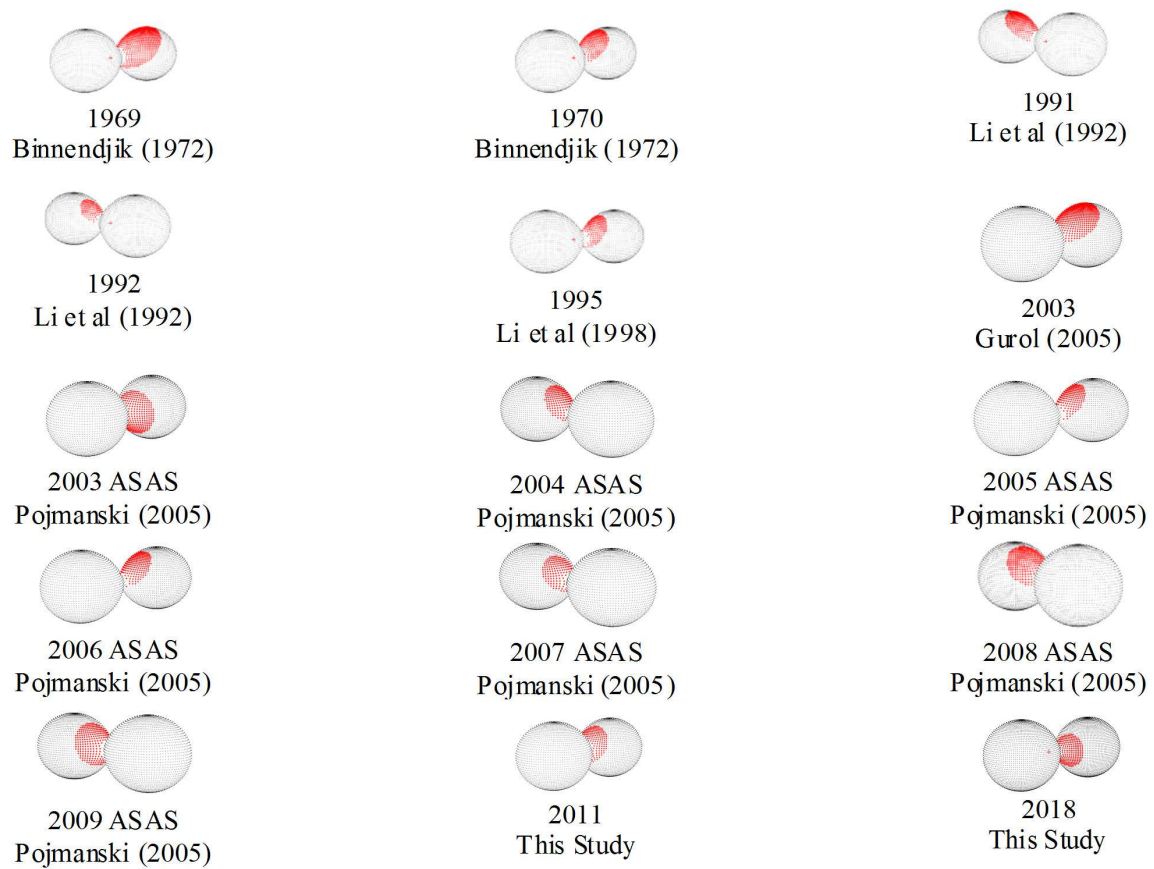 1969
Binnendjik (1972)
1970
Binnendjik (1972)
1991
Li et al (1992)
1992
Li et al (1992)
1995
Li et al (1998)
2003
Gurol (2005)
2003 ASAS
Pojmanski (2005)
2004 ASAS
Pojmanski (2005)
2005 ASAS
Pojmanski (2005)
2006 ASAS
Pojmanski (2005)
2007 ASAS
Pojmanski (2005)
2008 ASAS
Pojmanski (2005)
2009 ASAS
Pojmanski (2005)
2011
This Study
2018
This Study